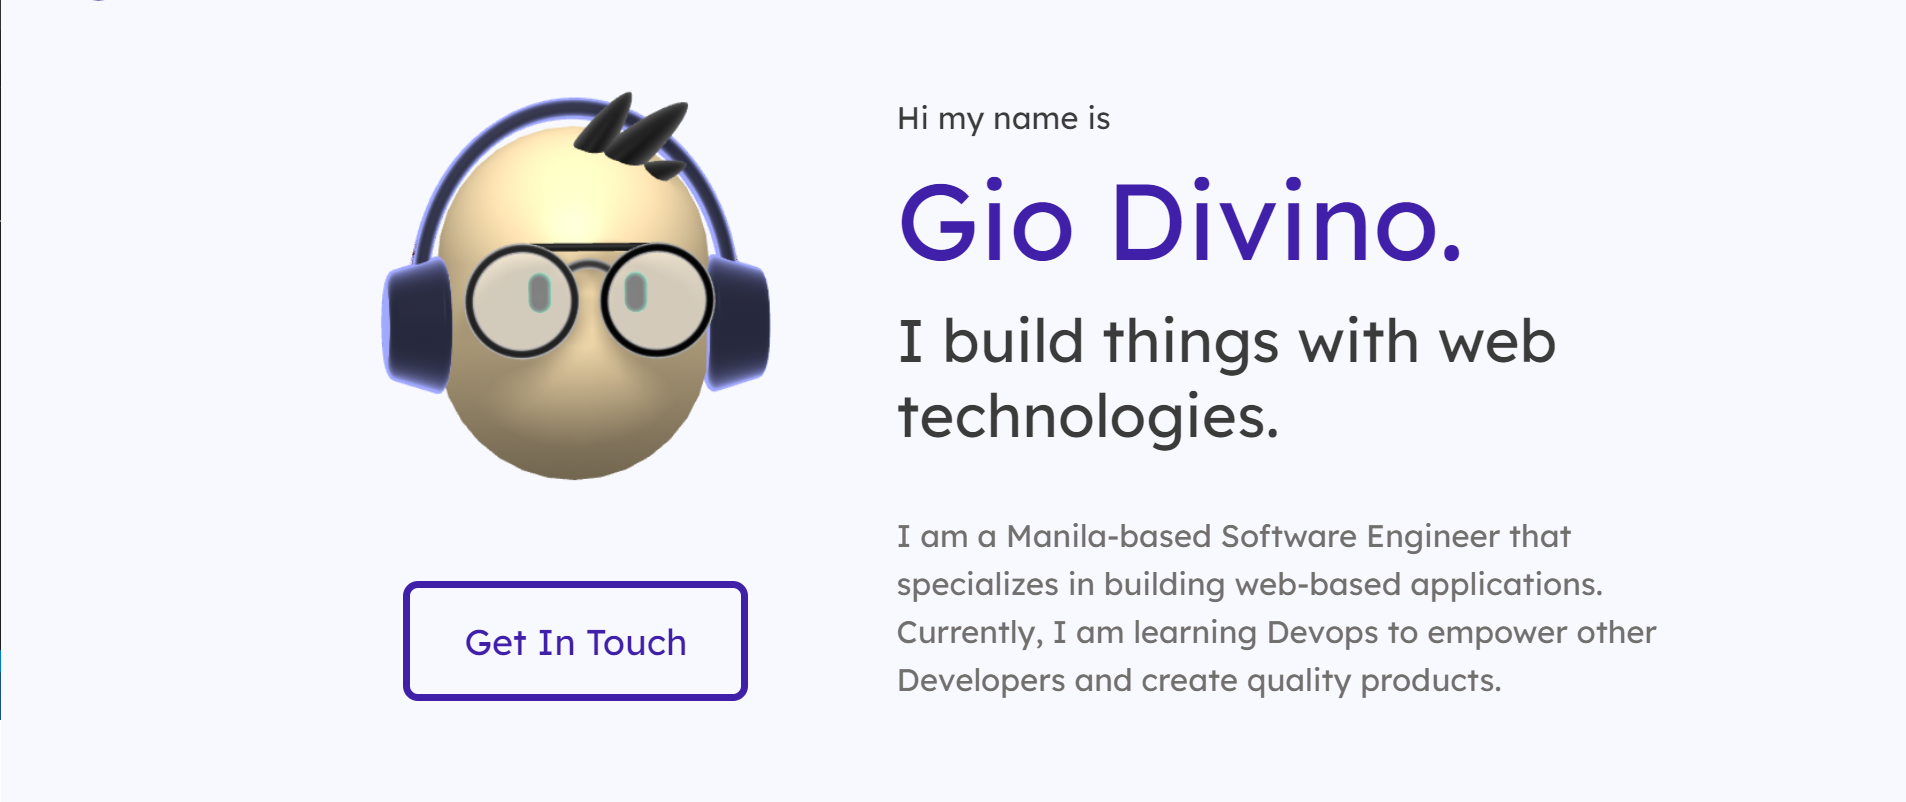 Hi my name is
Gio Divino.
I build things with web
technologies.
I am a Manila-based Software Engineer that
specializes in building web-based applications.
Currently, I am learning Devops to empower other
Developers and create quality products.
Get In Touch